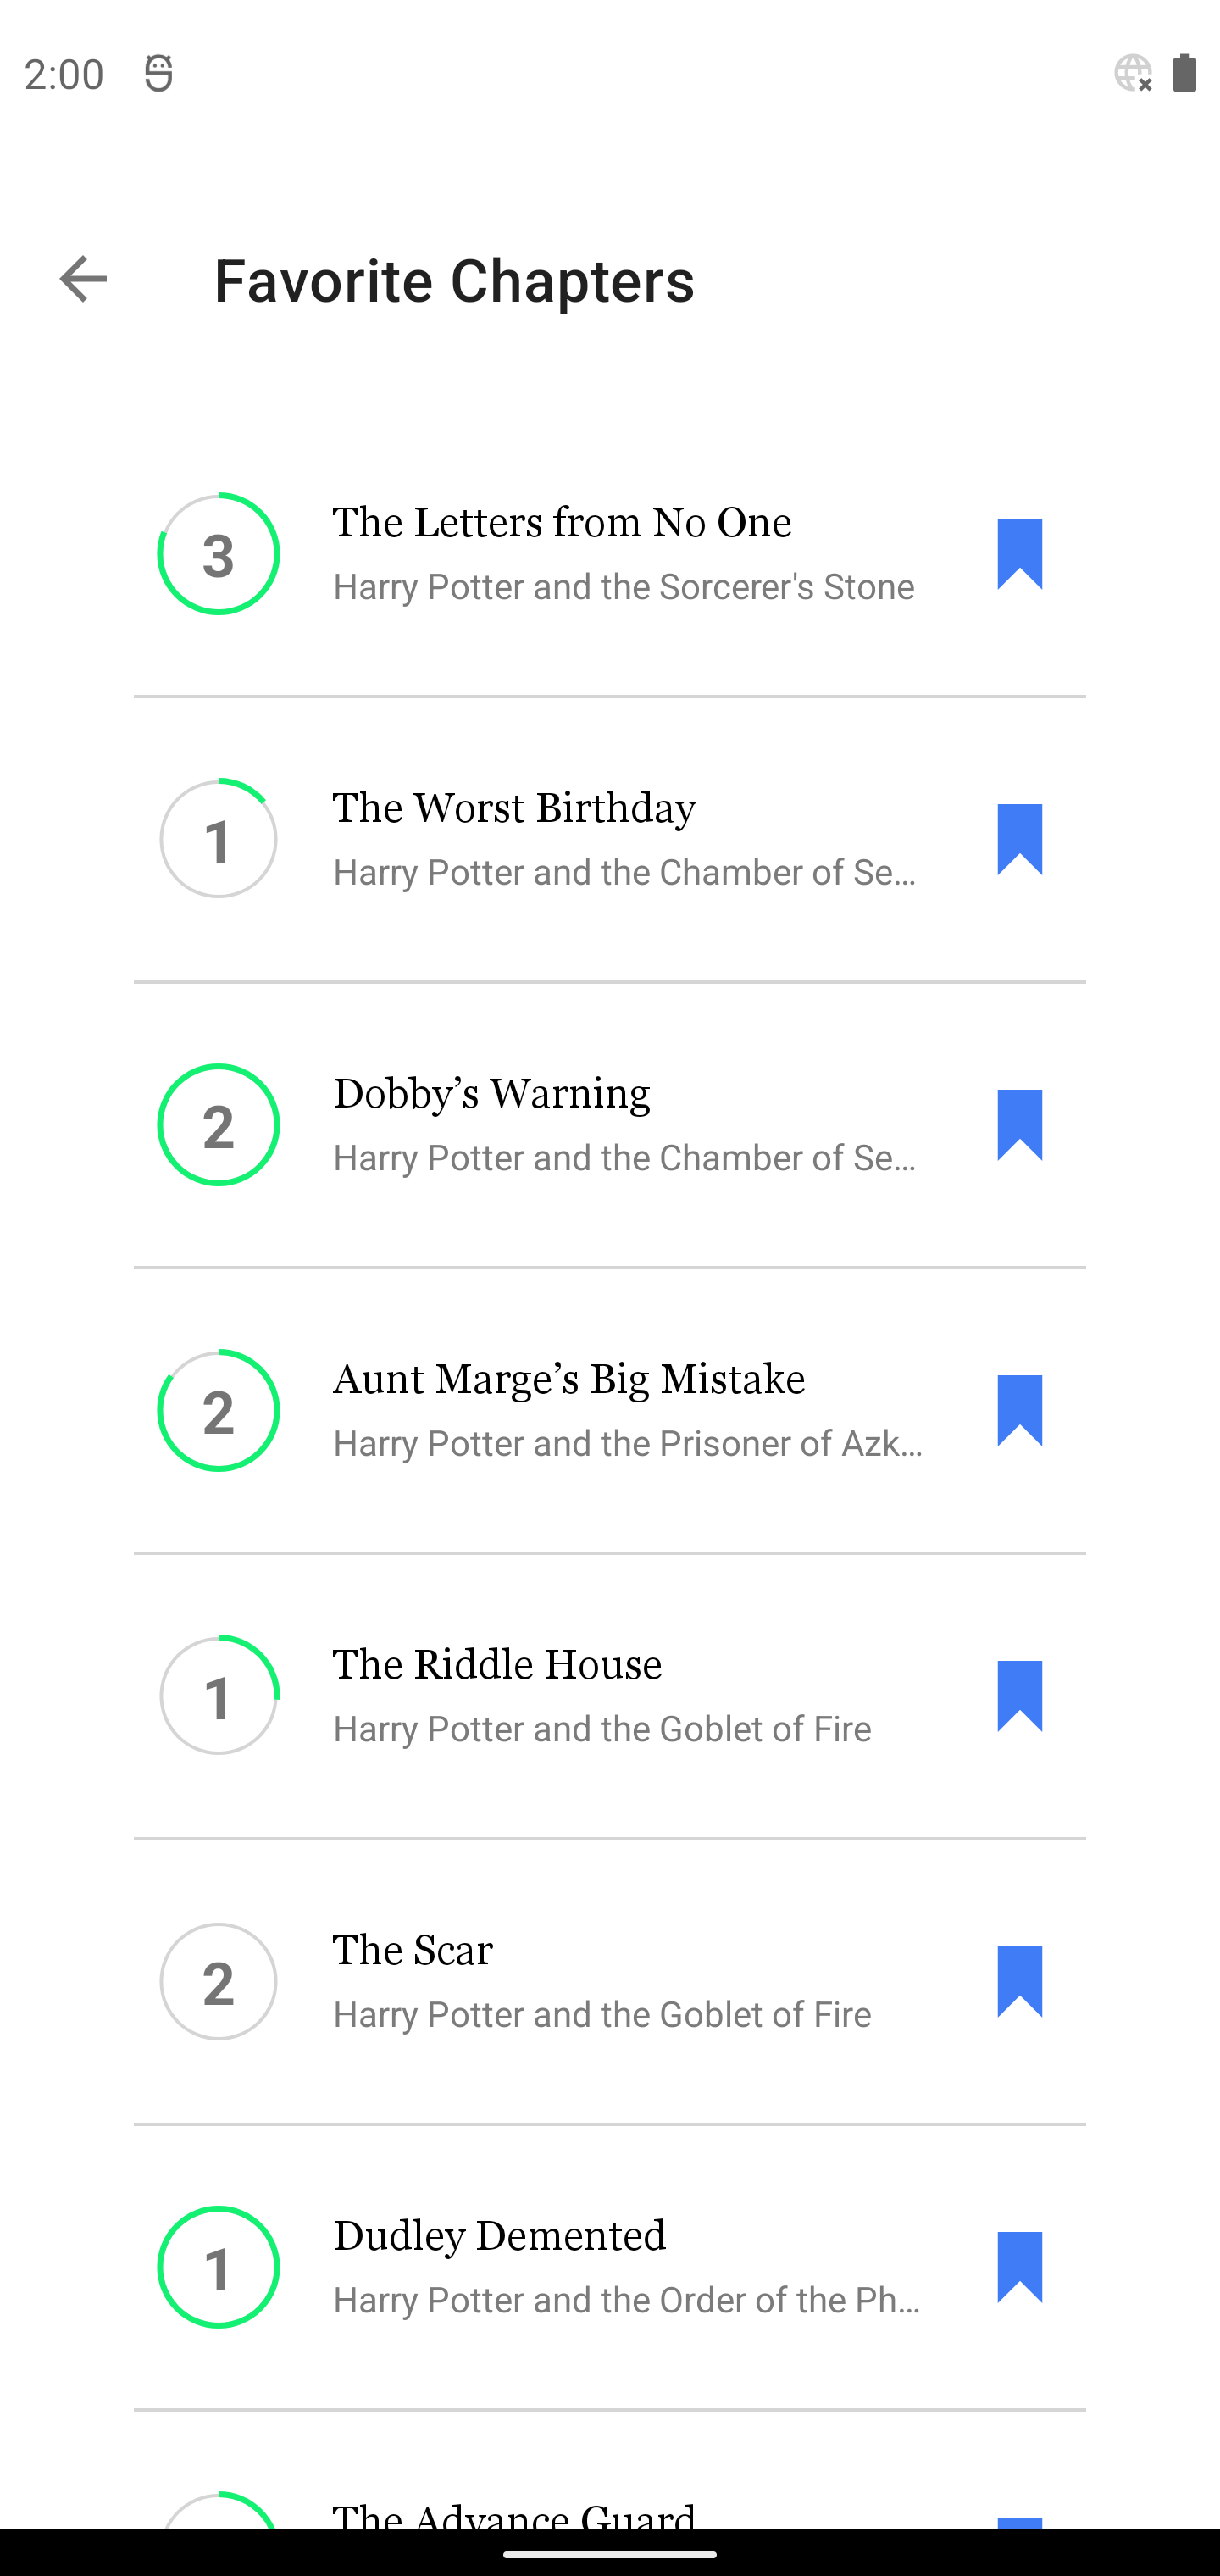 2:00
Favorite Chapters
3
The Letters from No One
Harry Potter and the Sorcerer's Stone
1
The Worst Birthday
Harry Potter and the Chamber of Se...
2
Dobby’s Warning
Harry Potter and the Chamber of Se...
2
Aunt Marge’s Big Mistake
Harry Potter and the Prisoner of Azk...
1
The Riddle House
Harry Potter and the Goblet of Fire
2
The Scar
Harry Potter and the Goblet of Fire
1
Dudley Demented
Harry Potter and the Order of the Ph...
The Advance Guard